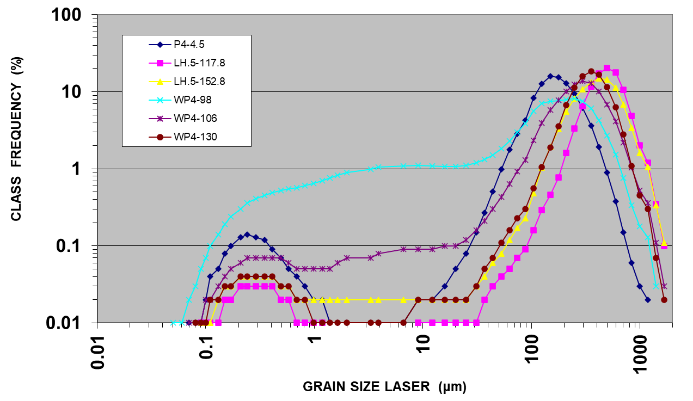 100
10
1
0.1
0.01
CLASS FREQUENCY (%)
P4-4.5
LH.5-117.8
LH.5-152.8
WP4-98
WP4-106
WP4-130
0.01
0.1
1
10
100
1000
GRAIN SIZE LASER (µm)